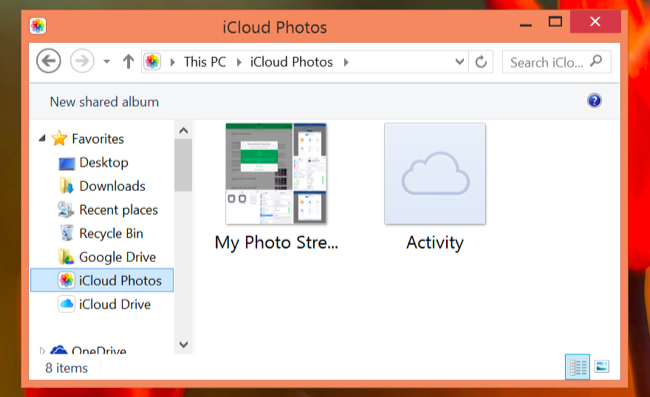 iCloud Photos
This PC
iCloud Photos
Search iClo...
New shared album
Favorites
Desktop
Downloads
Recent places
Recycle Bin
Google Drive
iCloud Photos
iCloud Drive
OneDrive
My Photo Stre...
Activity
8 items